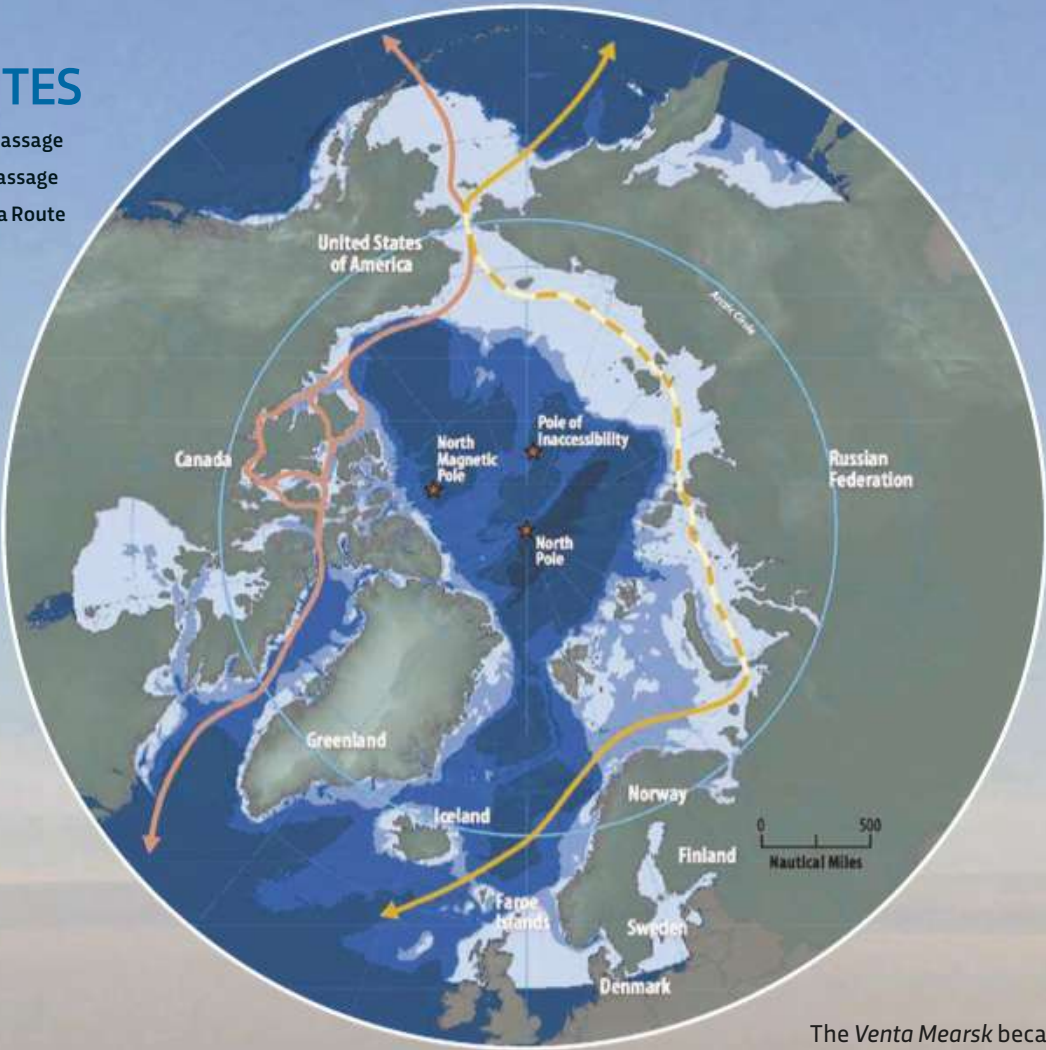 TES
assage
assage
a Route
United States
of America
Arctic Circle
Pole of
Inaccessibility
North
Magnetic
Pole
Canada
Russian
Federation
North
Pole
Greenland
Norway
Iceland
0 500
Nautical Miles
Finland
Faroe
Islands
Sweden
Denmark
The Venta Mearsk beca